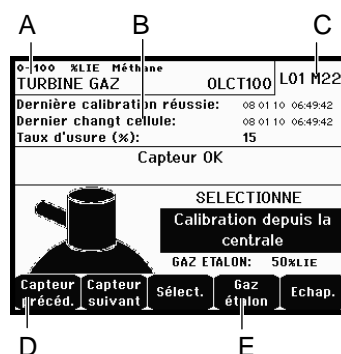 A B C
0-100 %LIE Méthane
TURBINE GAZ OLCT100 L01 M22
Dernière calibration réussie: 08 01 10 06:49:42
Dernier changt cellule: 08 01 10 06:49:42
Taux d'usure (%): 15
Capteur OK
SELECTIONNE
Calibration depuis la
centrale
GAZ ETALON: 50%LIE
Capteur Capteur Sélect. Gaz Echap.
précéd. suivant étalon
D E